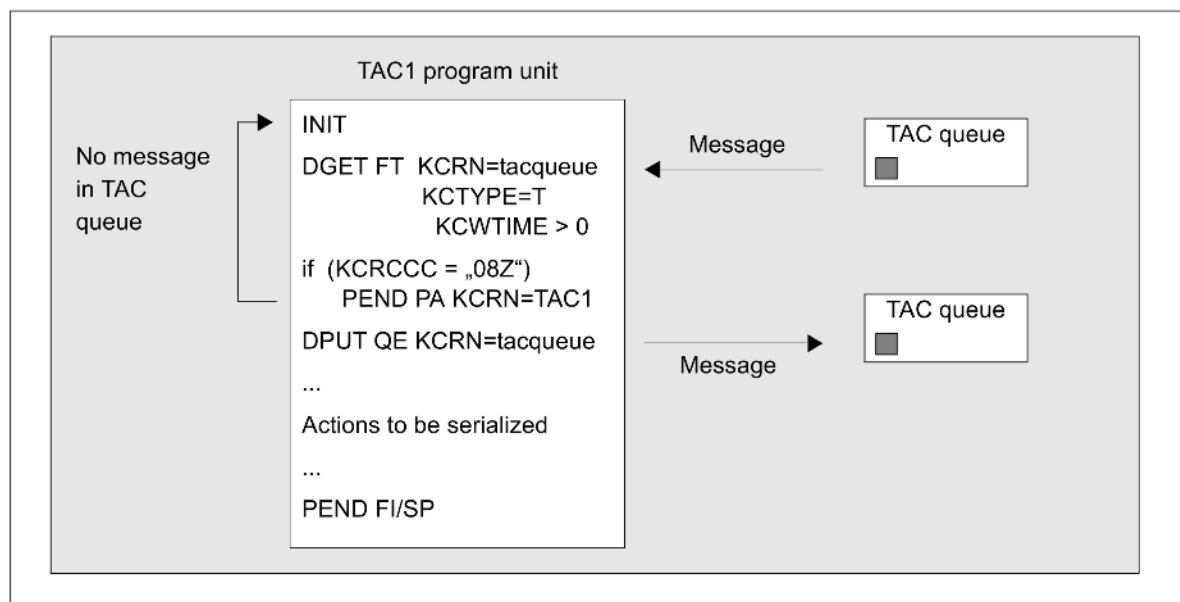 TAC1 program unit
No message
in TAC
queue
INIT
DGET FT KCRN=tacqueue
KCTYPE=T
KCWTIME > 0
if (KCRCCC = „08Z“)
PEND PA KCRN=TAC1
DPUT QE KCRN=tacqueue
...
Actions to be serialized
...
PEND FI/SP
Message
TAC queue
Message
TAC queue